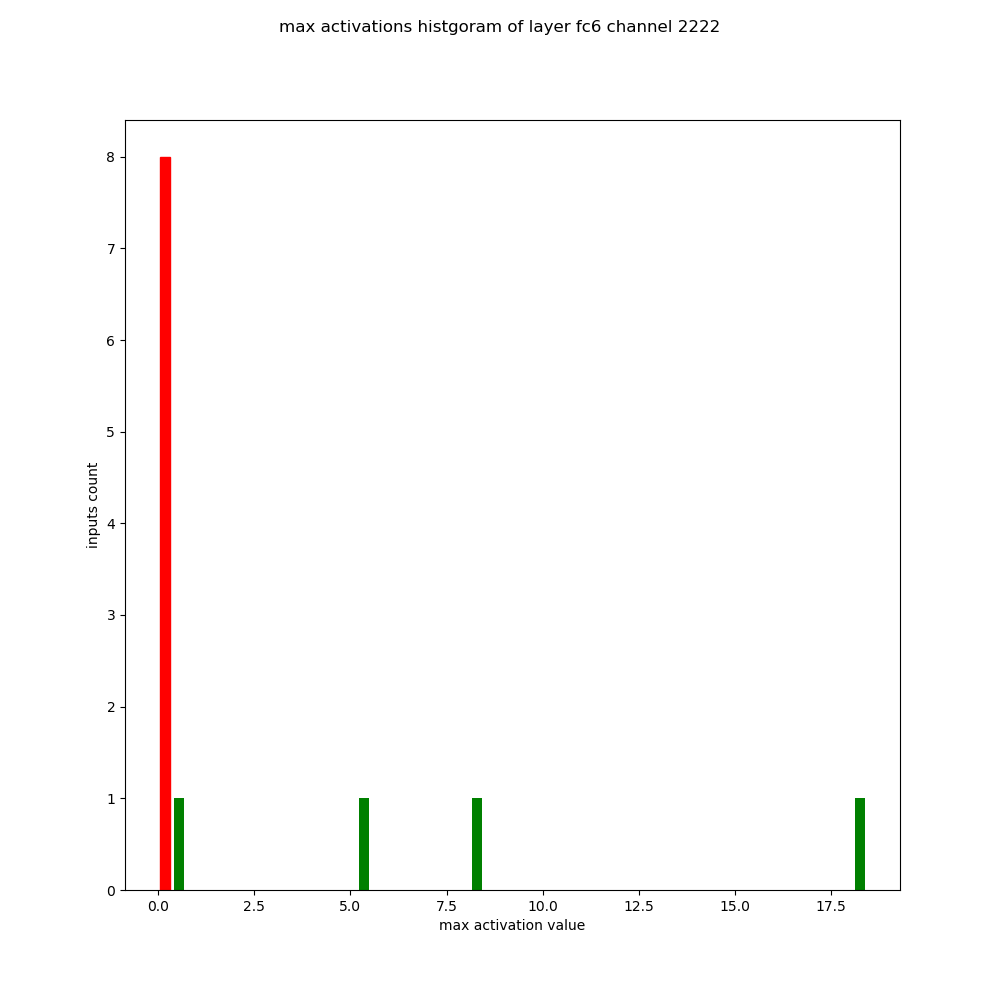 max activations histgoram of layer fc6 channel 2222
8
7
6
5
4
3
2
1
0
inputs count
0.0 2.5 5.0 7.5 10.0 12.5 15.0 17.5
max activation value